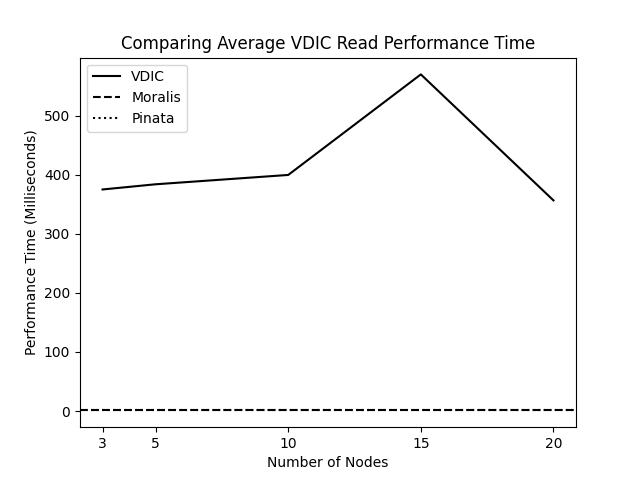 Comparing Average VDIC Read Performance Time
VDIC
Moralis
Pinata
Performance Time (Milliseconds)
500
400
300
200
100
0
3 5 10 15 20
Number of Nodes